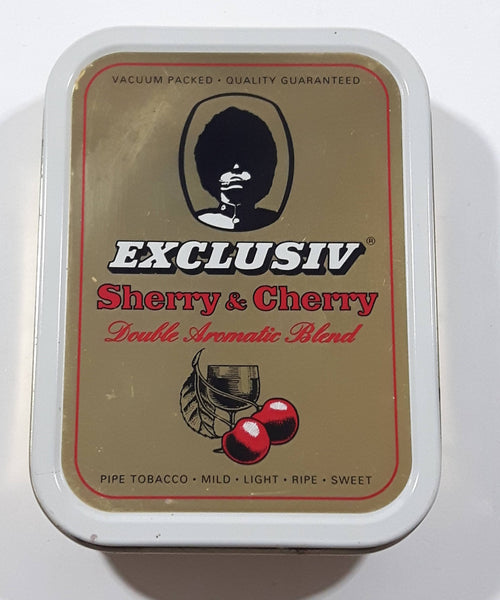 VACUUM PACKED · QUALITY GUARANTEED
EXCLUSIV ®
Sherry & Cherry
Double Aromatic Blend
PIPE TOBACCO · MILD · LIGHT · RIPE · SWEET